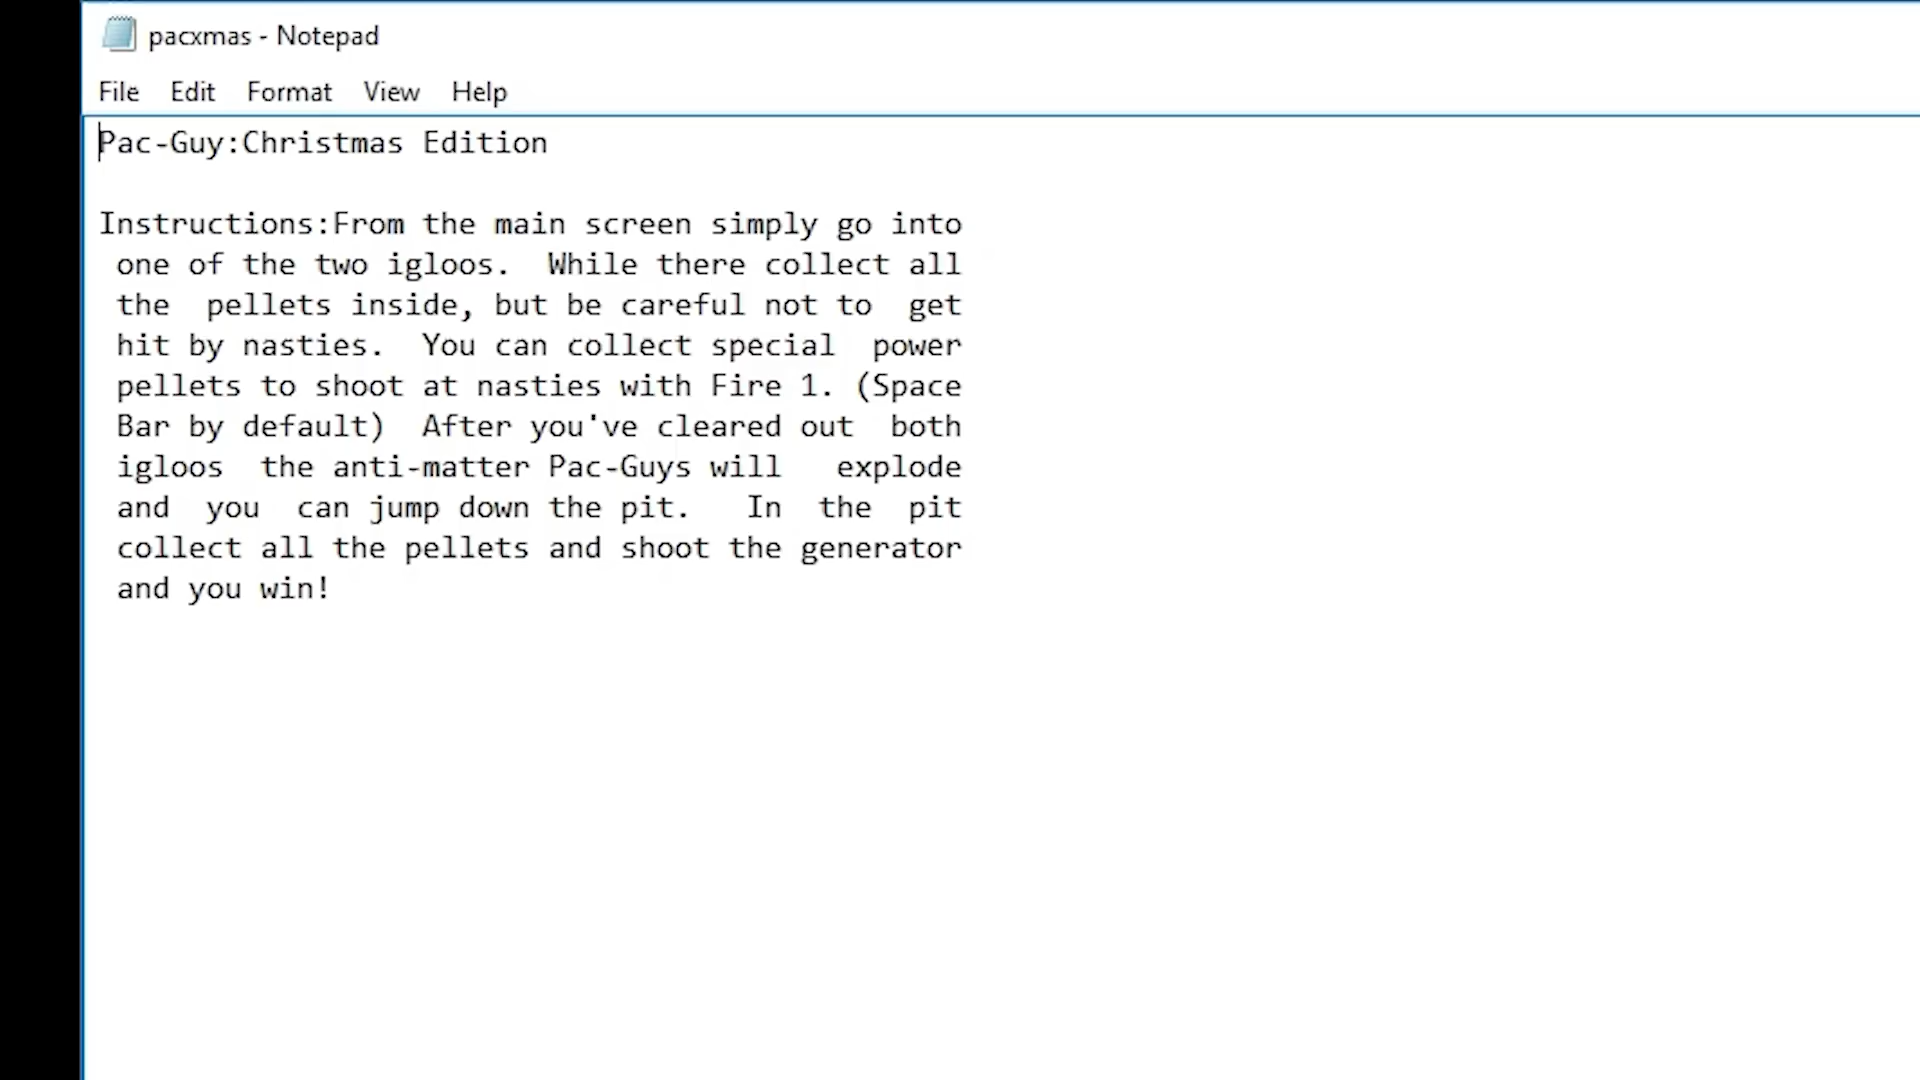 pacxmas - Notepad
File Edit Format View Help
Pac-Guy:Christmas Edition
Instructions:From the main screen simply go into
one of the two igloos.  While there collect all
the  pellets inside, but be careful not to  get
hit by nasties.  You can collect special  power
pellets to shoot at nasties with Fire 1. (Space
Bar by default)  After you've cleared out  both
igloos  the anti-matter Pac-Guys will   explode
and  you  can jump down the pit.   In  the  pit
collect all the pellets and shoot the generator
and you win!